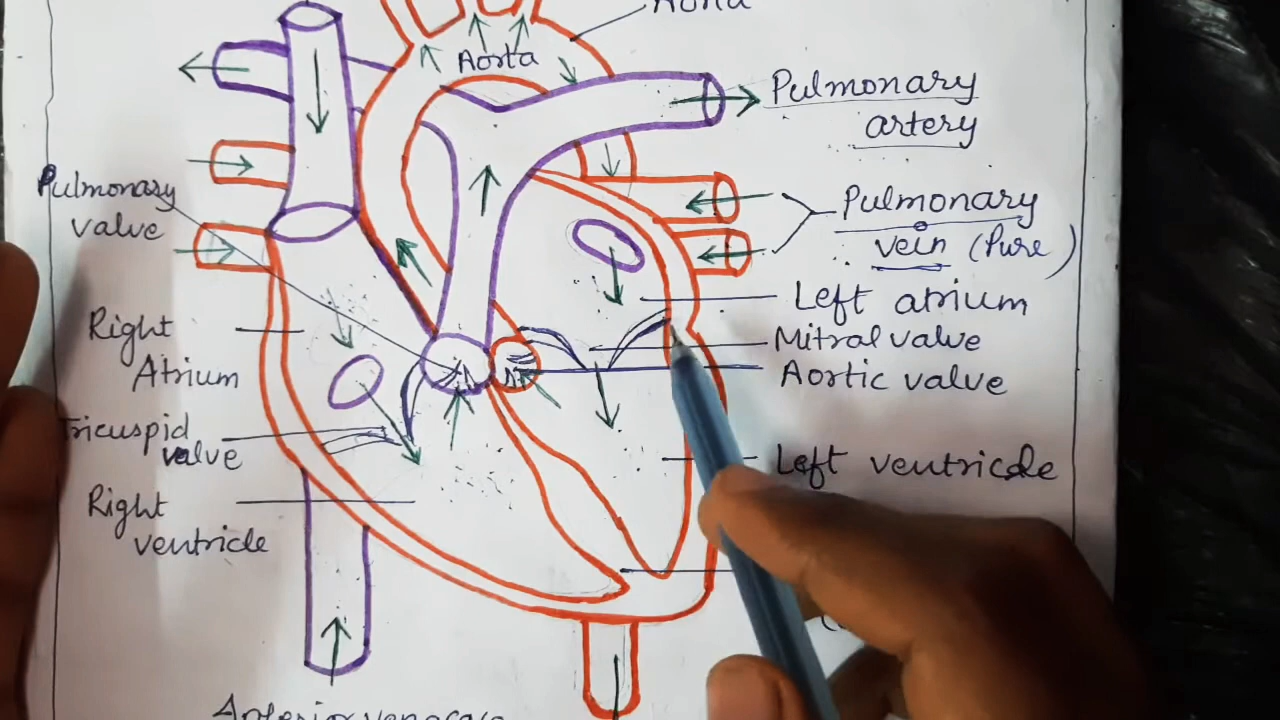 Aorta
Aorta
Pulmonary
artery
Pulmonary
valve
Pulmonary
vein (Pure)
Left atrium
Right
Atrium
Mitral valve
Aortic valve
Tricuspid
valve
Left ventricle
Right
ventricle